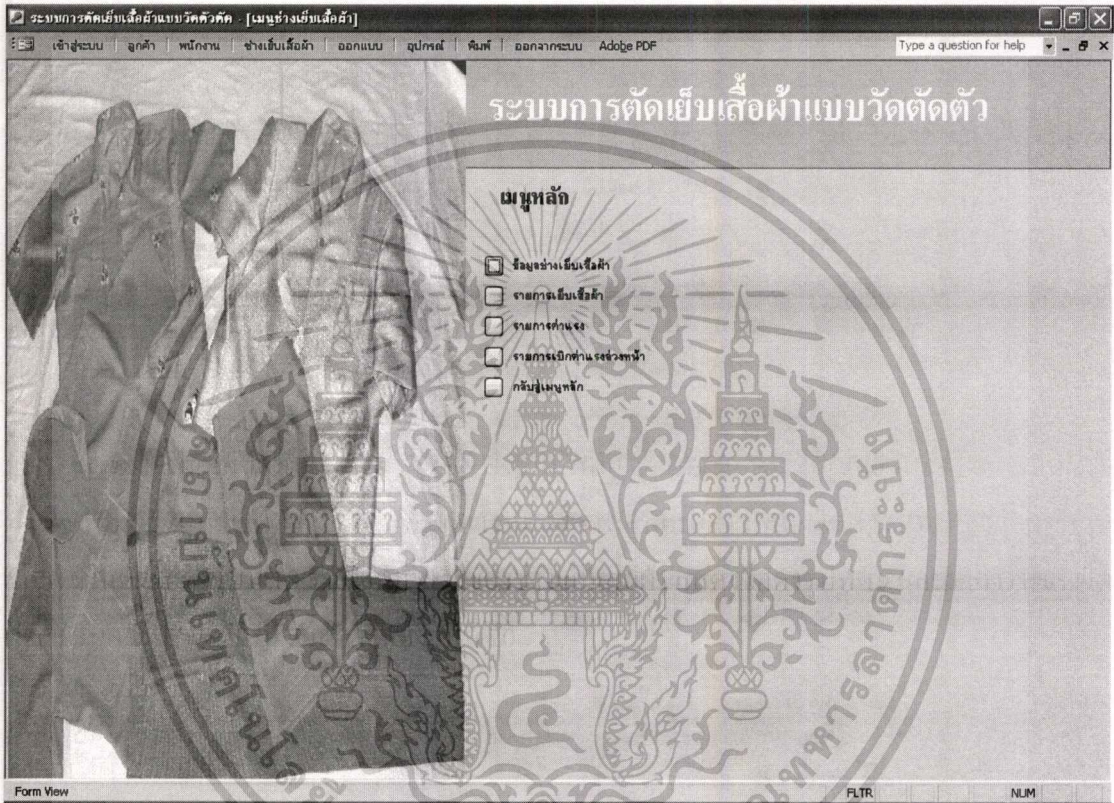 ระบบการตัดเย็บเสื้อผ้าแบบวัดตัวตัด - [เมนูช่างเย็บเสื้อผ้า]
เข้าสู่ระบบ ลูกค้า พนักงาน ช่างเย็บเสื้อผ้า ออกแบบ อุปกรณ์ พิมพ์ ออกจากระบบ Adobe PDF Type a question for help
ระบบการตัดเย็บเสื้อผ้าแบบวัดตัดตัว
เมนูหลัก
ข้อมูลช่างเย็บเสื้อผ้า
รายการเย็บเสื้อผ้า
รายการค่าแรง
รายการเบิกค่าแรงล่วงหน้า
กลับสู่เมนูหลัก
Form View FLTR NUM